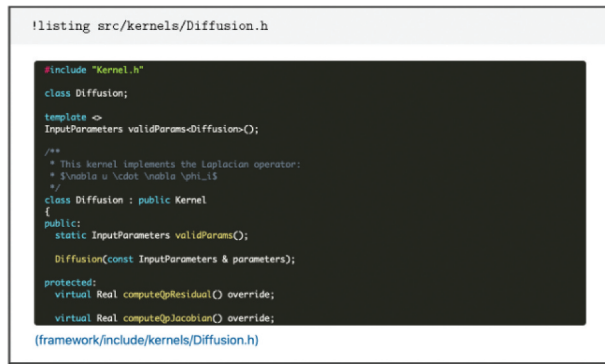 !listing src/kernels/Diffusion.h
#include "Kernel.h"
class Diffusion;
template <>
InputParameters validParams<Diffusion>();
/**
* This kernel implements the Laplacian operator:
* $\nabla u \cdot \nabla \phi_i$
*/
class Diffusion : public Kernel
{
public:
static InputParameters validParams();
Diffusion(const InputParameters & parameters);
protected:
virtual Real computeQpResidual() override;
virtual Real computeQpJacobian() override;
(framework/include/kernels/Diffusion.h)